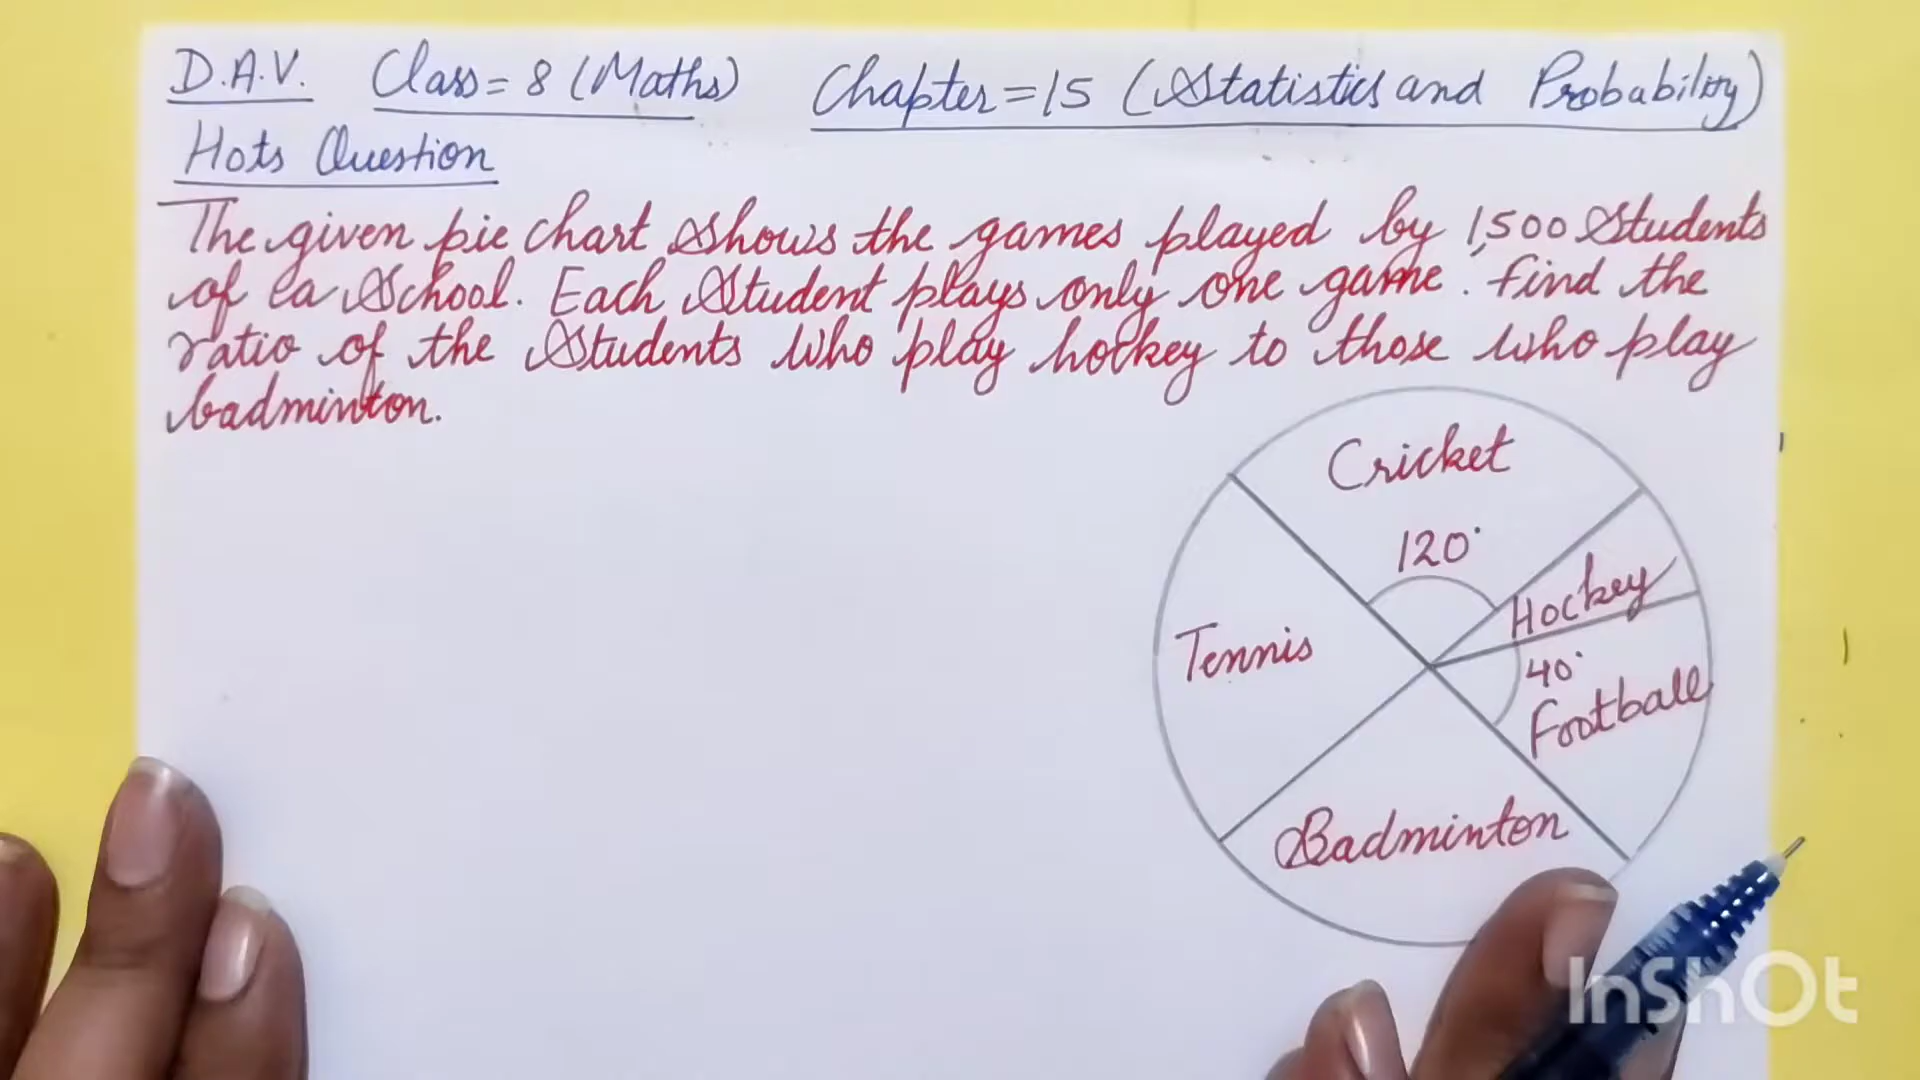 D.A.V. Class=8 (Maths) Chapter=15 (Statistics and Probability)
Hots Question
The given pie chart shows the games played by 1,500 Students
of a School. Each Student plays only one game. Find the
ratio of the Students who play hockey to those who play
badminton.
Cricket
120°
Hockey
Tennis
40°
Football
Badminton
InShOt